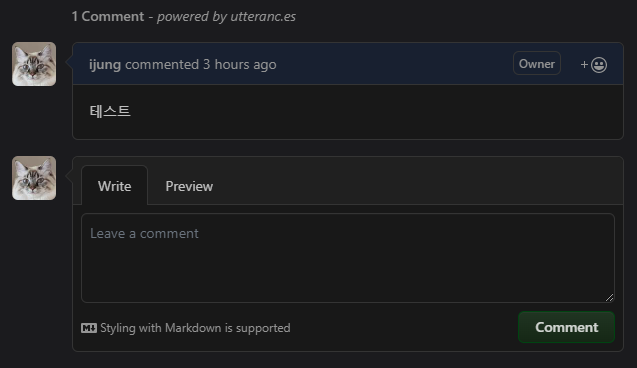 1 Comment - powered by utteranc.es
ijung commented 3 hours ago Owner +
테스트
Write Preview
Leave a comment
Styling with Markdown is supported Comment